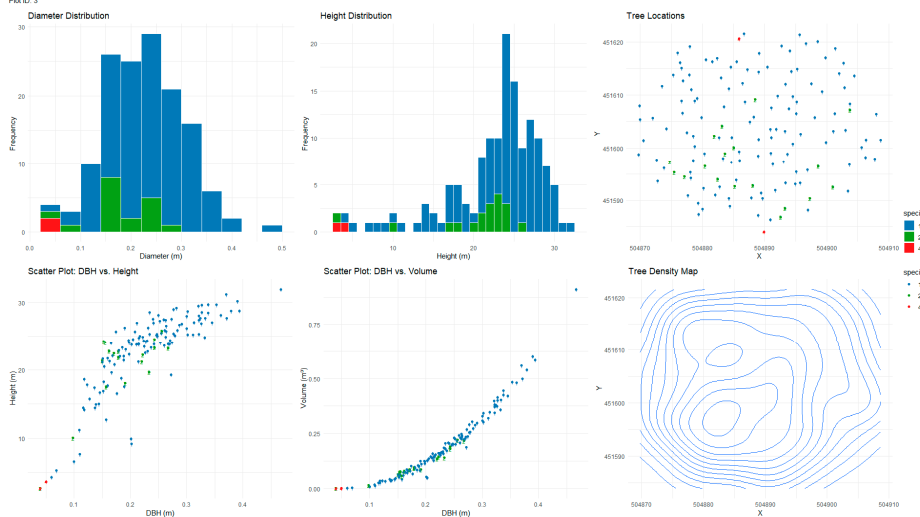 Plot ID: 3
Diameter Distribution
Frequency
30
20
10
0
0.0 0.1 0.2 0.3 0.4 0.5
Diameter (m)
Height Distribution
Frequency
20
15
10
5
0
10 20 30
Height (m)
Tree Locations
Y
451620
451610
451600
451590
504870 504880 504890 504900 504910
X
speci
2
4
Scatter Plot: DBH vs. Height
Height (m)
30
20
10
0.1 0.2 0.3 0.4
DBH (m)
Scatter Plot: DBH vs. Volume
Volume (m³)
0.75
0.50
0.25
0.00
0.1 0.2 0.3 0.4
DBH (m)
Tree Density Map
Y
451620
451610
451600
451590
504870 504880 504890 504900 504910
X
speci